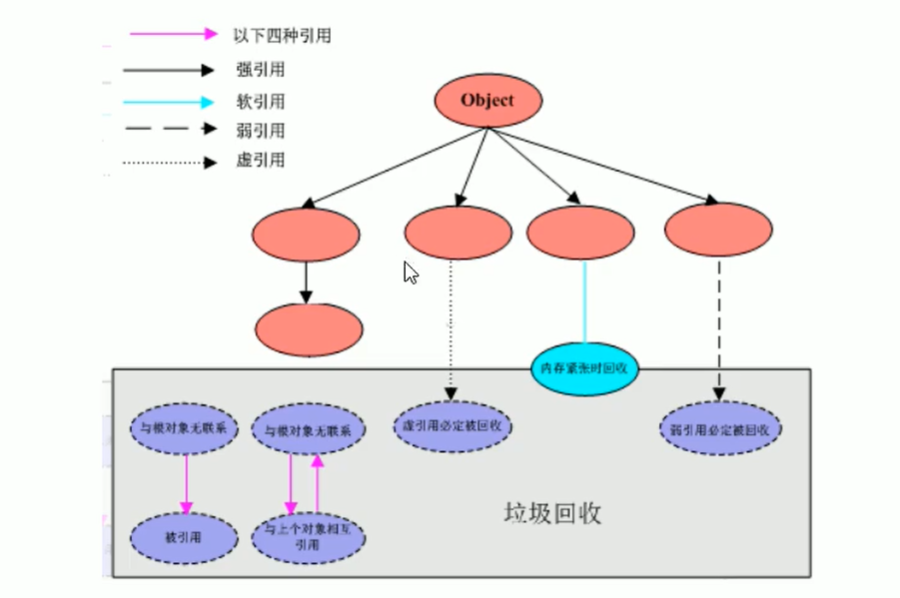 以下四种引用
强引用
软引用
弱引用
虚引用
Object
内存紧张时回收
与根对象无联系
与根对象无联系
虚引用必定被回收
弱引用必定被回收
垃圾回收
被引用
与上个对象相互
引用